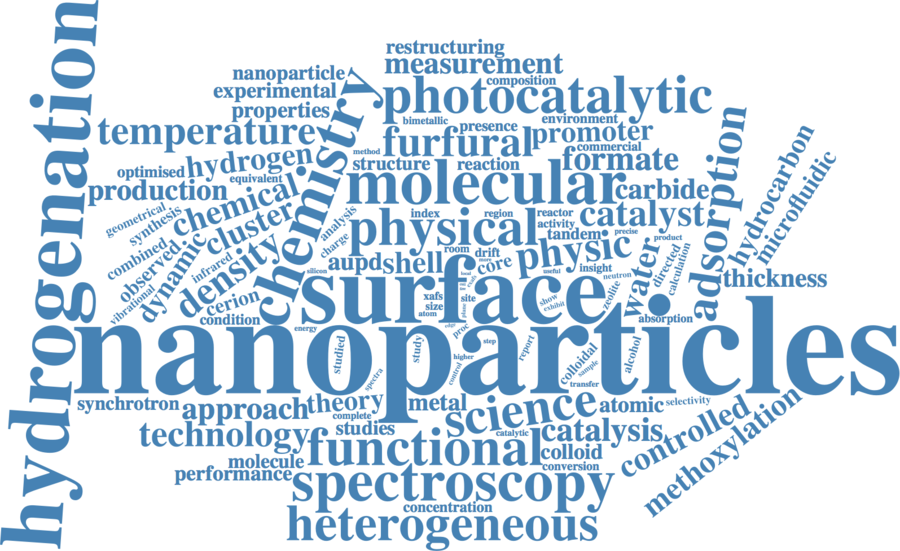 hydrogenation
restructuring
measurement
nanoparticle
experimental
composition
photocatalytic
properties
temperature
chemistry
bimetallic
presence
environment
furfural
promoter
commercial
method
structure
reaction
formate
optimised
hydrogen
equivalent
production
molecular
carbide
adsorption
hydrocarbon
microfluidic
geometrical
synthesis
chemical
cluster
analysis
charge
index
region
reactor
activity
catalyst
physical
tandem
precise
product
combined
observed
dynamic
infrared
density
vibrational
room
drift
more
physic
water
directed
calculation
aupd
shell
core
insight
useful
neutron
zeolite
thickness
silicon
surface
cerion
condition
xafs
size
atom
site
show
exhibit
absorption
energy
nanoparticles
studied
study
edge
proc
step
report
higher
control
spectra
colloidal
sample
transfer
alcohol
synchrotron
approach
theory
complete
metal
science
atomic
selectivity
technology
studies
functional
catalytic
catalysis
controlled
methoxylation
molecule
performance
colloid
conversion
spectroscopy
concentration
heterogeneous